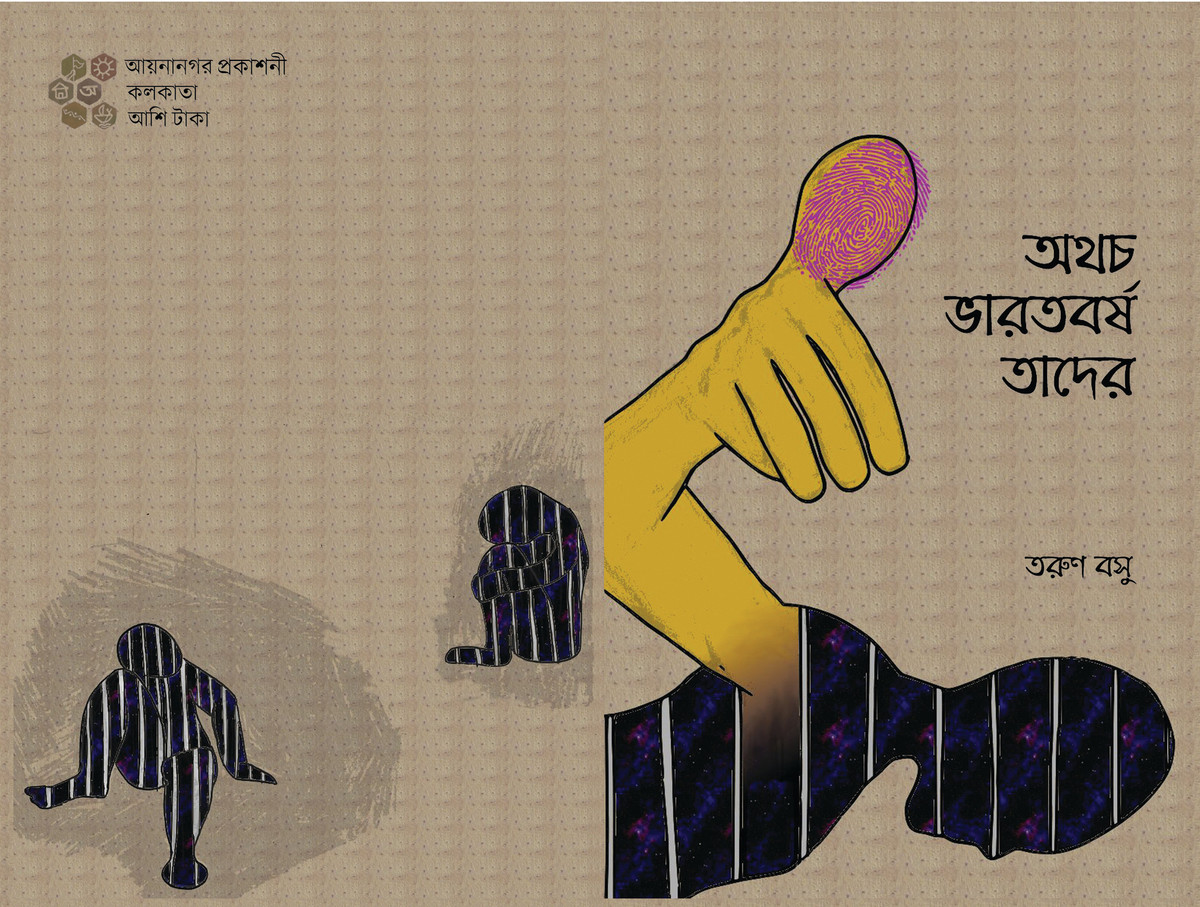 আয়নানগর প্রকাশনী
কলকাতা
আশি টাকা
অ
অথচ
ভারতবর্ষ
তাদের
তরুণ বসু